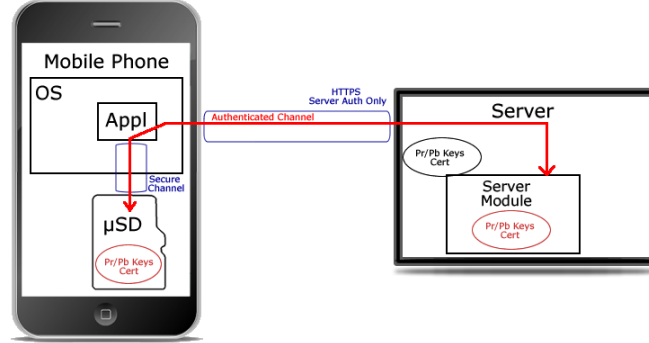 Mobile Phone
OS
Appl
Secure
Channel
µSD
Pr/Pb Keys
Cert
HTTPS
Server Auth Only
Authenticated Channel
Server
Pr/Pb Keys
Cert
Server
Module
Pr/Pb Keys
Cert